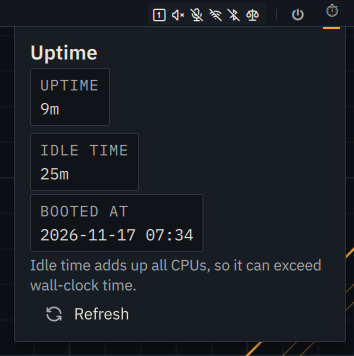 1
Uptime
UPTIME
9m
IDLE TIME
25m
BOOTED AT
2026-11-17 07:34
Idle time adds up all CPUs, so it can exceed
wall-clock time.
Refresh